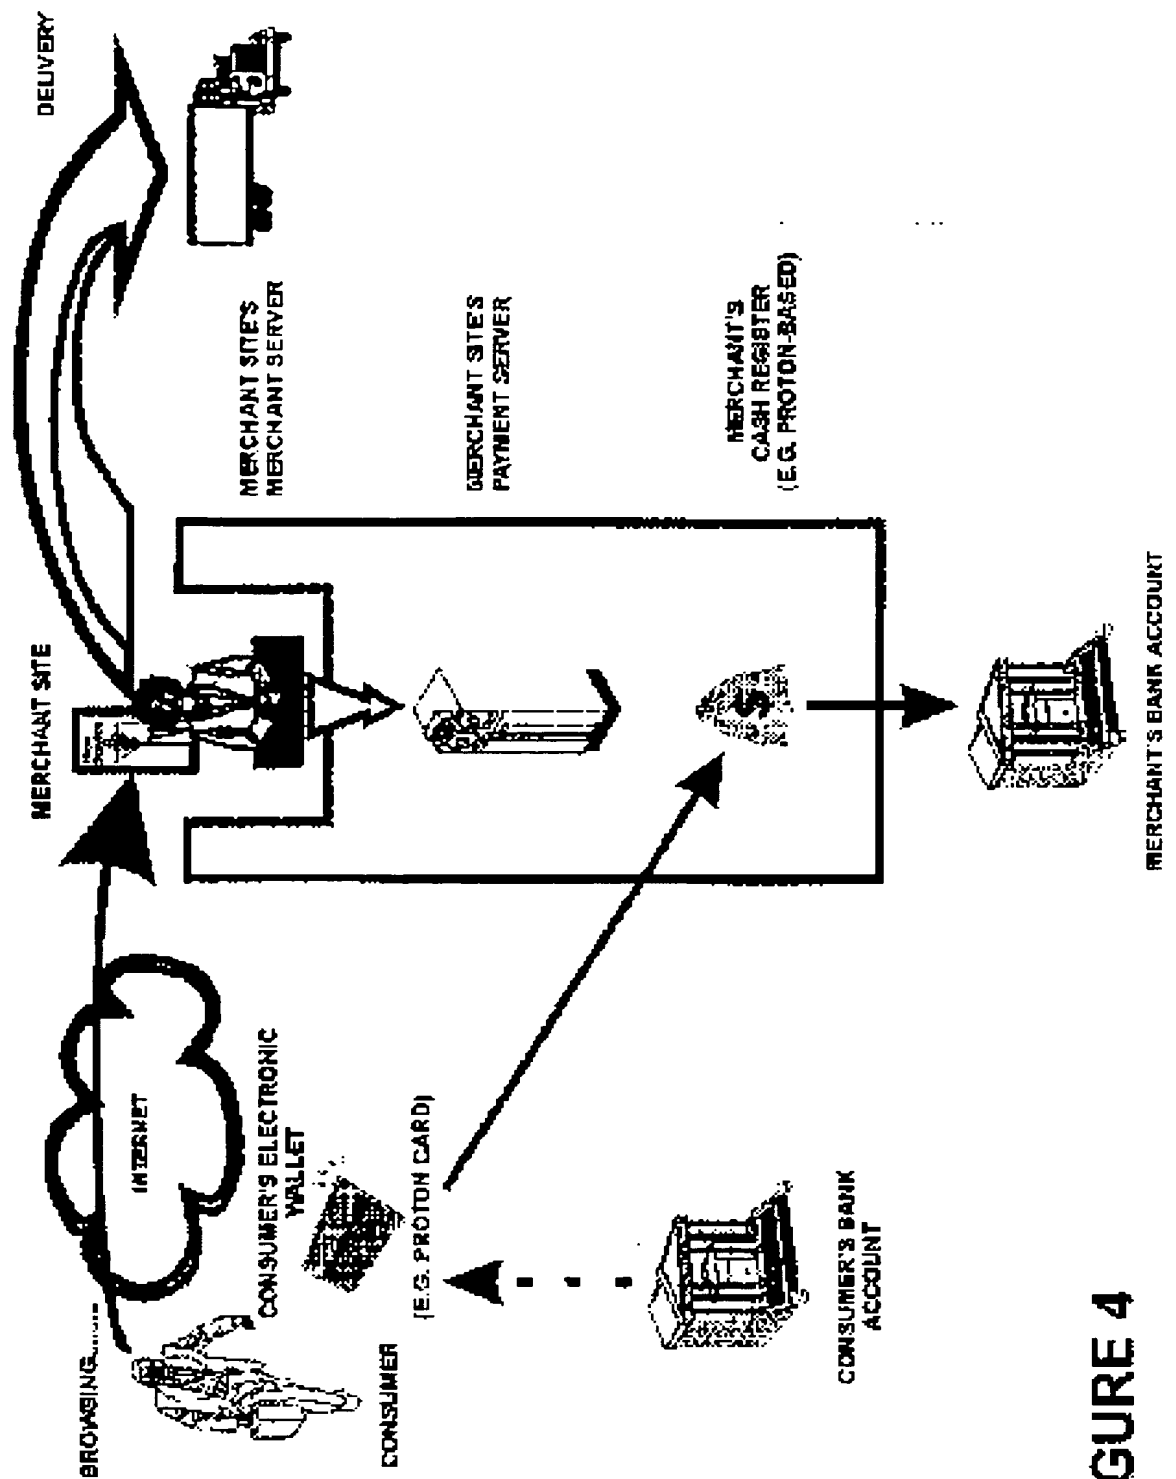 BROWSING......
INTERNET
MERCHANT SITE
DELIVERY
CONSUMER
CONSUMER'S ELECTRONIC
WALLET
(E.G. PROTON CARD)
MERCHANT SITE'S
MERCHANT SERVER
MERCHANT SITE'S
PAYMENT SERVER
$
MERCHANT'S
CASH REGISTER
(E.G. PROTON-BASED)
CONSUMER'S BANK
ACCOUNT
MERCHANT'S BANK ACCOUNT
GURE 4